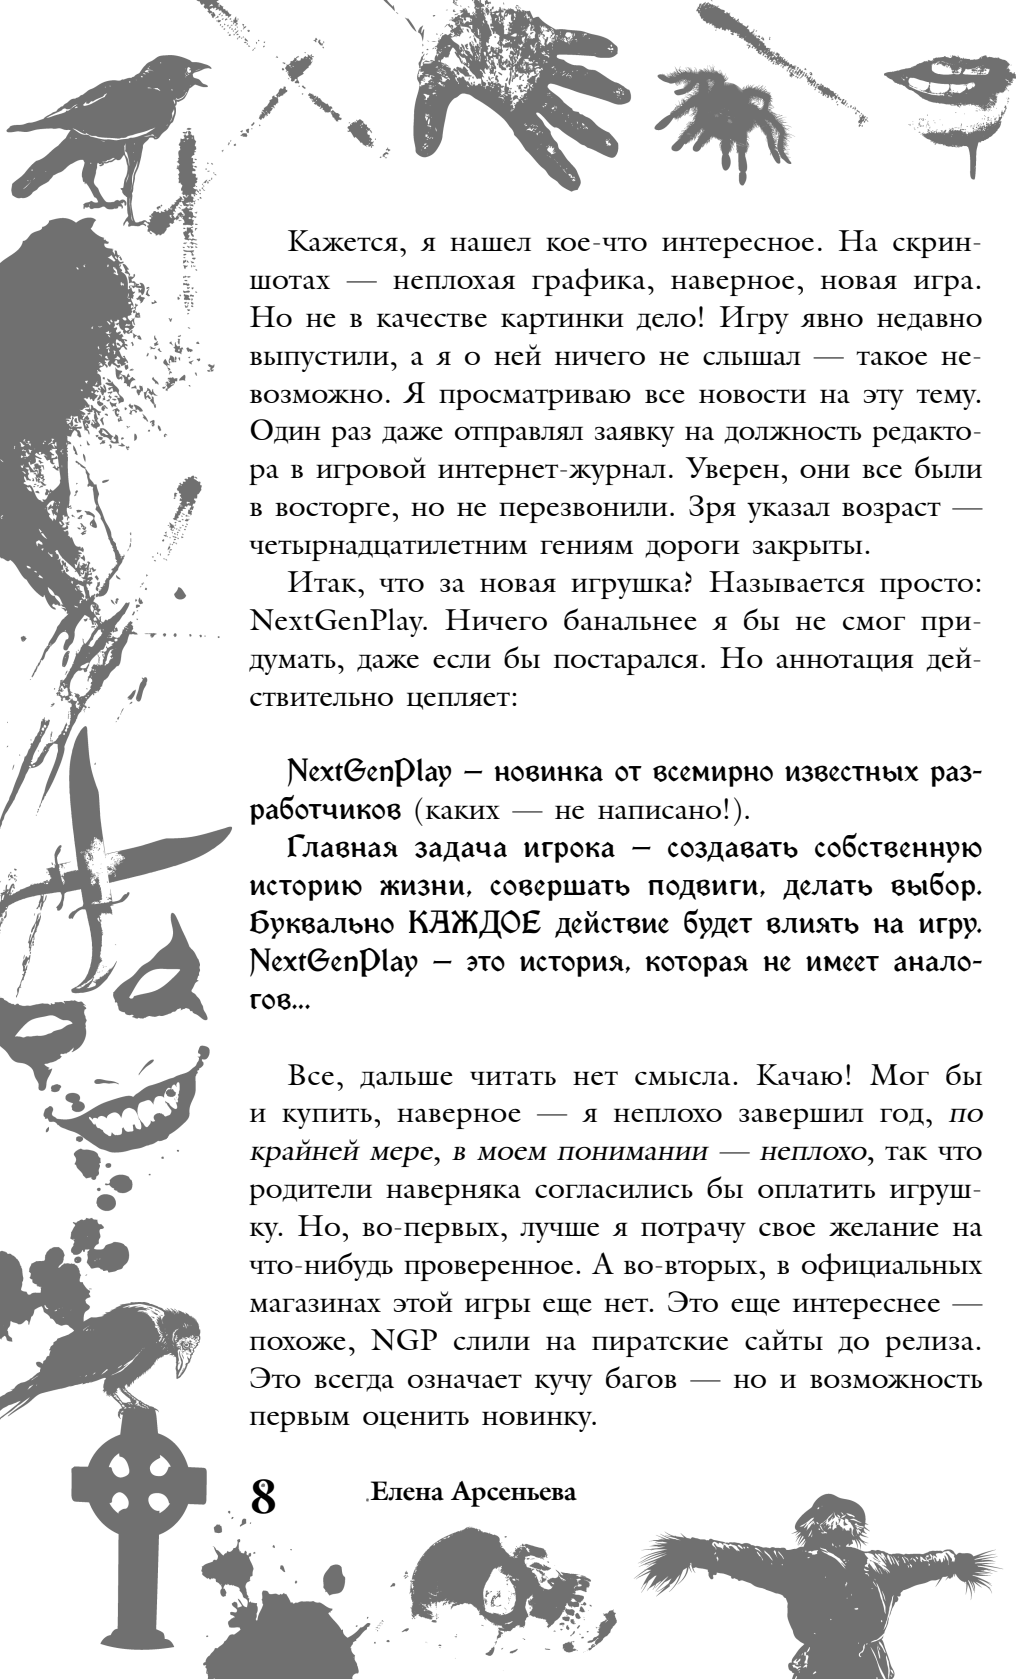 Кажется, я нашел кое-что интересное. На скрин-
шотах — неплохая графика, наверное, новая игра.
Но не в качестве картинки дело! Игру явно недавно
выпустили, а я о ней ничего не слышал — такое не-
возможно. Я просматриваю все новости на эту тему.
Один раз даже отправлял заявку на должность редакто-
ра в игровой интернет-журнал. Уверен, они все были
в восторге, но не перезвонили. Зря указал возраст —
четырнадцатилетним гениям дороги закрыты.
Итак, что за новая игрушка? Называется просто:
NextGenPlay. Ничего банальнее я бы не смог при-
думать, даже если бы постарался. Но аннотация дей-
ствительно цепляет:
NextGenPlay — новинка от всемирно известных раз-
работчиков (каких — не написано!).
Главная задача игрока — создавать собственную
историю жизни, совершать подвиги, делать выбор.
Буквально КАЖДОЕ действие будет влиять на игру.
NextGenPlay — это история, которая не имеет анало-
гов...
Все, дальше читать нет смысла. Качаю! Мог бы
и купить, наверное — я неплохо завершил год, по
крайней мере, в моем понимании — неплохо, так что
родители наверняка согласились бы оплатить игруш-
ку. Но, во-первых, лучше я потрачу свое желание на
что-нибудь проверенное. А во-вторых, в официальных
магазинах этой игры еще нет. Это еще интереснее —
похоже, NGP слили на пиратские сайты до релиза.
Это всегда означает кучу багов — но и возможность
первым оценить новинку.
8 Елена Арсеньева